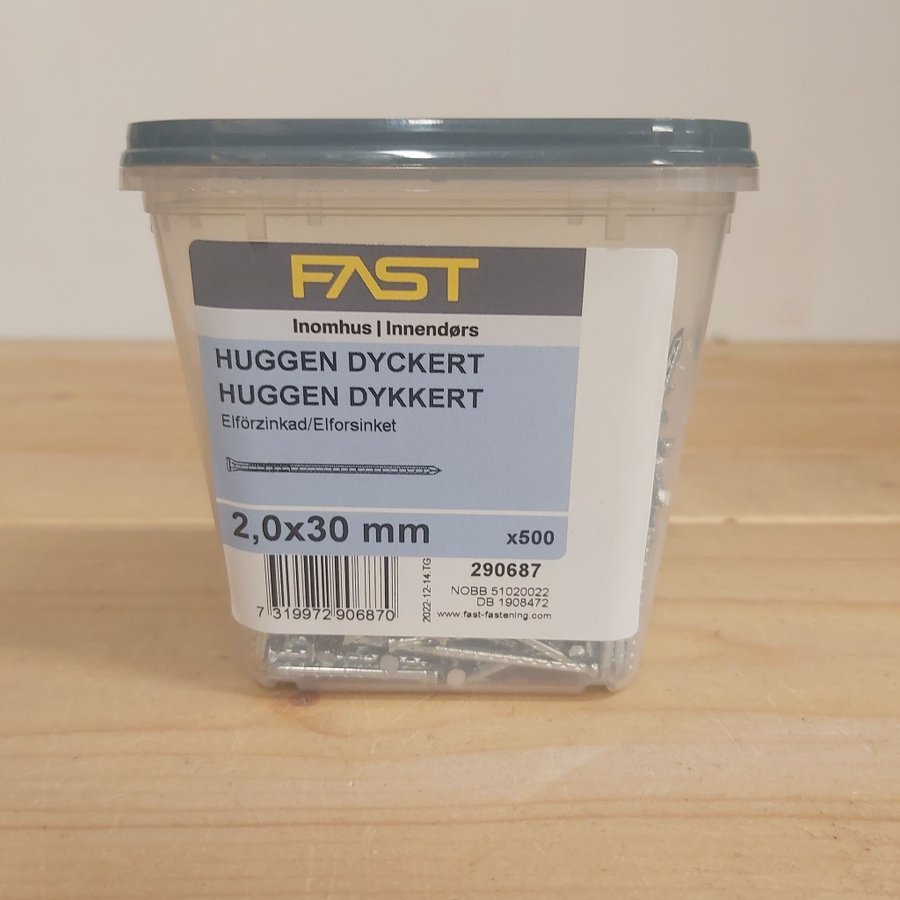 FAST
Inomhus | Innendørs
HUGGEN DYCKERT
HUGGEN DYKKERT
Elförzinkad/Elforsinket
2,0x30 mm
x500
7 319972 906870
2022-12-14.TG
290687
NOBB 51020022
DB 1908472
www.fast-fastening.com